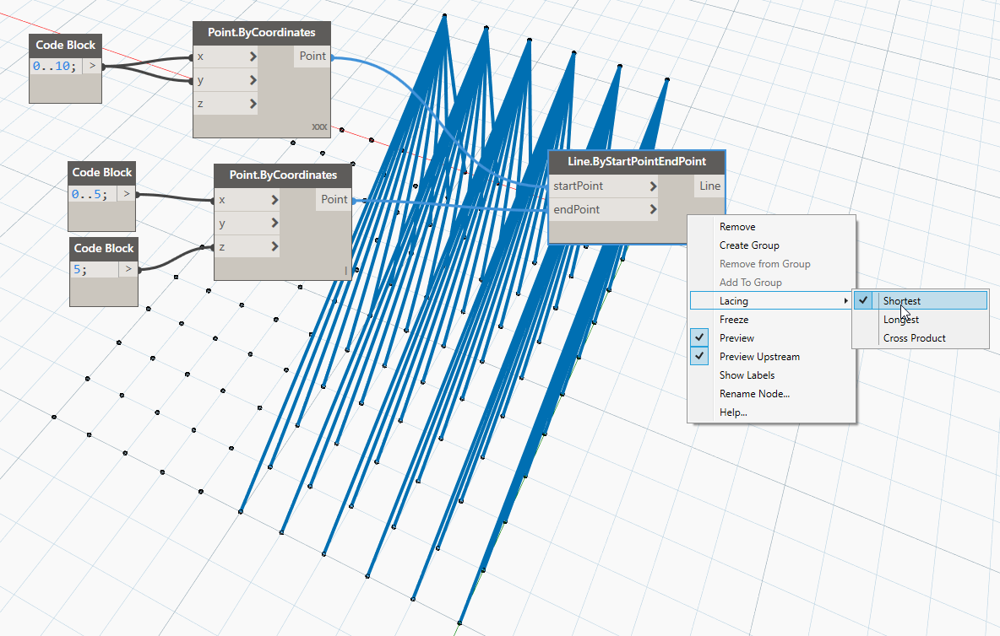 Code Block
0..10; >
Point.ByCoordinates
x > Point
y >
z >
xxx
Code Block
0..5; >
Code Block
5; >
Point.ByCoordinates
x > Point
y >
z >
|
Line.ByStartPointEndPoint
startPoint > Line
endPoint >
Remove
Create Group
Remove from Group
Add To Group
Lacing
Freeze
Preview
Preview Upstream
Show Labels
Rename Node...
Help...
Shortest
Longest
Cross Product